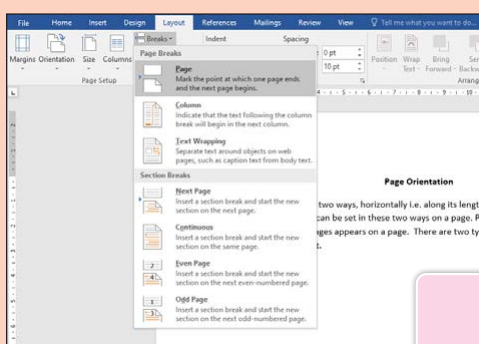 File Home Insert Design Layout References Mailings Review View Tell me what you want to do...
Breaks Indent Spacing
Margins Orientation Size Columns
0 pt
10 pt
Position Wrap Text Bring Forward
Page Setup
Arrang
Page Breaks
Page
Mark the point at which one page ends
and the next page begins.
Column
Indicate that the text following the column
break will begin in the next column.
Text Wrapping
Separate text around objects on web
pages, such as caption text from body text.
Section Breaks
Next Page
Insert a section break and start the new
section on the next page.
Continuous
Insert a section break and start the new
section on the same page.
Even Page
Insert a section break and start the new
section on the next even-numbered page.
Odd Page
Insert a section break and start the new
section on the next odd-numbered page.
Page Orientation
two ways, horizontally i.e. along its lengt
can be set in these two ways on a page. P
ges appears on a page. There are two ty
t.